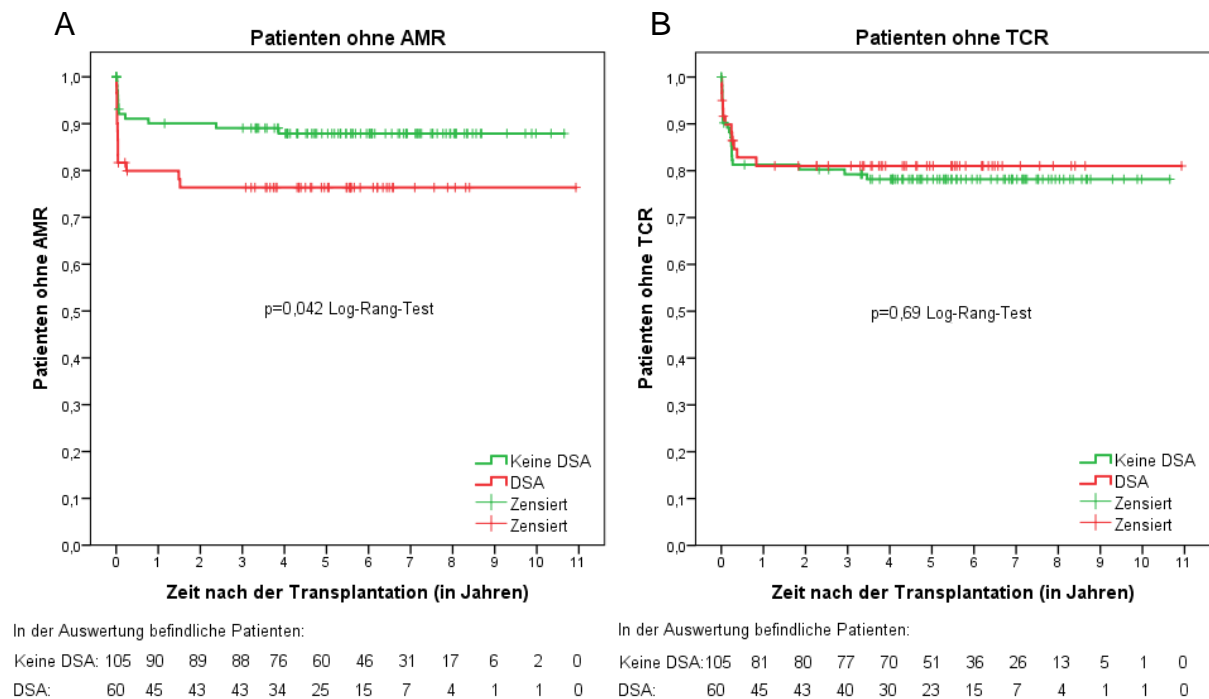 A
Patienten ohne AMR
Patienten ohne AMR
1,0
0,9
0,8
0,7
0,6
0,5
0,4
0,3
0,2
0,1
0,0
p=0,042 Log-Rang-Test
Keine DSA
DSA
Zensiert
Zensiert
0 1 2 3 4 5 6 7 8 9 10 11
Zeit nach der Transplantation (in Jahren)
In der Auswertung befindliche Patienten:
Keine DSA: 105 90 89 88 76 60 46 31 17 6 2 0
DSA: 60 45 43 43 34 25 15 7 4 1 1 0
B
Patienten ohne TCR
Patienten ohne TCR
1,0
0,9
0,8
0,7
0,6
0,5
0,4
0,3
0,2
0,1
0,0
p=0,69 Log-Rang-Test
Keine DSA
DSA
Zensiert
Zensiert
0 1 2 3 4 5 6 7 8 9 10 11
Zeit nach der Transplantation (in Jahren)
In der Auswertung befindliche Patienten:
Keine DSA: 105 81 80 77 70 51 36 26 13 5 1 0
DSA: 60 45 43 40 30 23 15 7 4 1 1 0